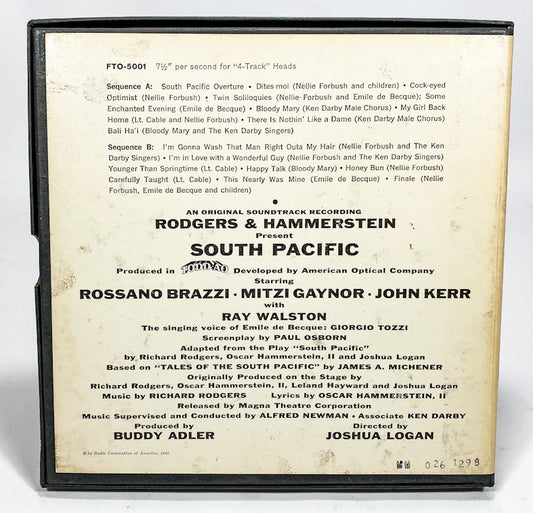 FTO-5001 7½" per second for "4-Track" Heads
Sequence A: South Pacific Overture • Dites-moi (Nellie Forbush and children) • Cock-eyed
Optimist (Nellie Forbush) • Twin Soliloquies (Nellie Forbush and Emile de Becque); Some
Enchanted Evening (Emile de Becque) • Bloody Mary (Ken Darby Male Chorus) • My Girl Back
Home (Lt. Cable and Nellie Forbush) • There Is Nothin' Like a Dame (Ken Darby Male Chorus)
Bali Ha'i (Bloody Mary and The Ken Darby Singers)
Sequence B: I'm Gonna Wash That Man Right Outa My Hair (Nellie Forbush and The Ken
Darby Singers) • I'm in Love with a Wonderful Guy (Nellie Forbush and The Ken Darby Singers)
Younger Than Springtime (Lt. Cable) • Happy Talk (Bloody Mary) • Honey Bun (Nellie Forbush)
Carefully Taught (Lt. Cable) • This Nearly Was Mine (Emile de Becque) • Finale (Nellie
Forbush, Emile de Becque and children)
AN ORIGINAL SOUNDTRACK RECORDING
RODGERS & HAMMERSTEIN
Present
SOUTH PACIFIC
Produced in TODD-AO Developed by American Optical Company
Starring
ROSSANO BRAZZI • MITZI GAYNOR • JOHN KERR
with
RAY WALSTON
The singing voice of Emile de Becque: GIORGIO TOZZI
Screenplay by PAUL OSBORN
Adapted from the Play "South Pacific"
by Richard Rodgers, Oscar Hammerstein, II and Joshua Logan
Based on "TALES OF THE SOUTH PACIFIC" by JAMES A. MICHENER
Originally Produced on the Stage by
Richard Rodgers, Oscar Hammerstein, II, Leland Hayward and Joshua Logan
Music by RICHARD RODGERS Lyrics by OSCAR HAMMERSTEIN, II
Released by Magna Theatre Corporation
Music Supervised and Conducted by ALFRED NEWMAN • Associate KEN DARBY
Produced by Directed by
BUDDY ADLER JOSHUA LOGAN
© by Radio Corporation of America, 1960
026 1298